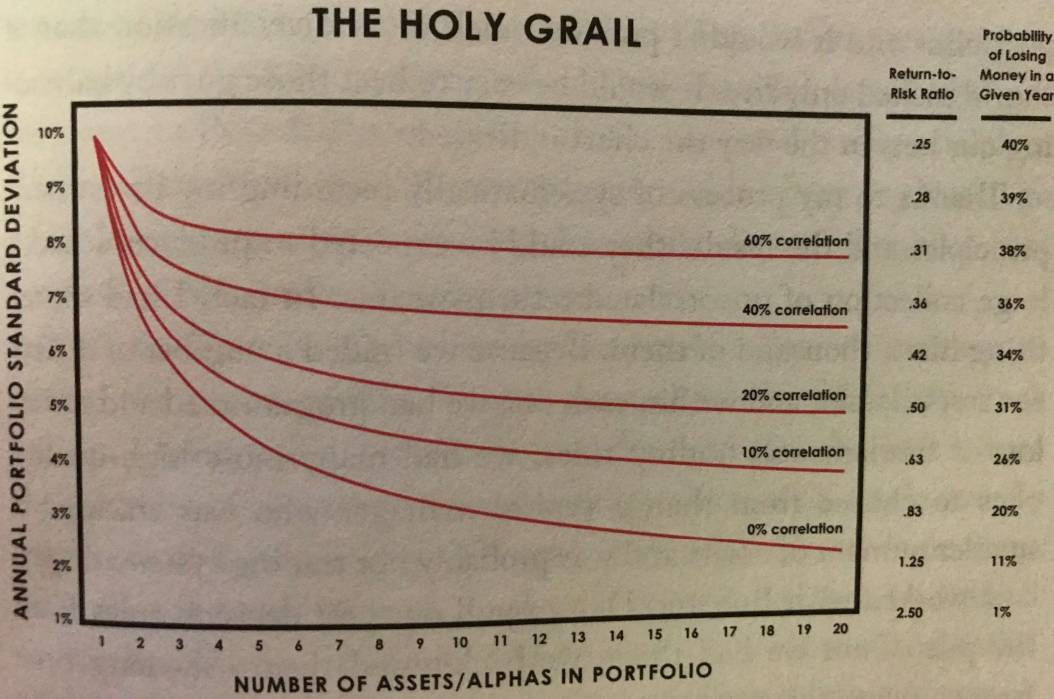 THE HOLY GRAIL
Return-to-
Risk Ratio
Probability
of Losing
Money in a
Given Year
ANNUAL PORTFOLIO STANDARD DEVIATION
10%
9%
8%
7%
6%
5%
4%
3%
2%
1%
60% correlation
40% correlation
20% correlation
10% correlation
0% correlation
.25 40%
.28 39%
.31 38%
.36 36%
.42 34%
.50 31%
.63 26%
.83 20%
1.25 11%
2.50 1%
1 2 3 4 5 6 7 8 9 10 11 12 13 14 15 16 17 18 19 20
NUMBER OF ASSETS/ALPHAS IN PORTFOLIO